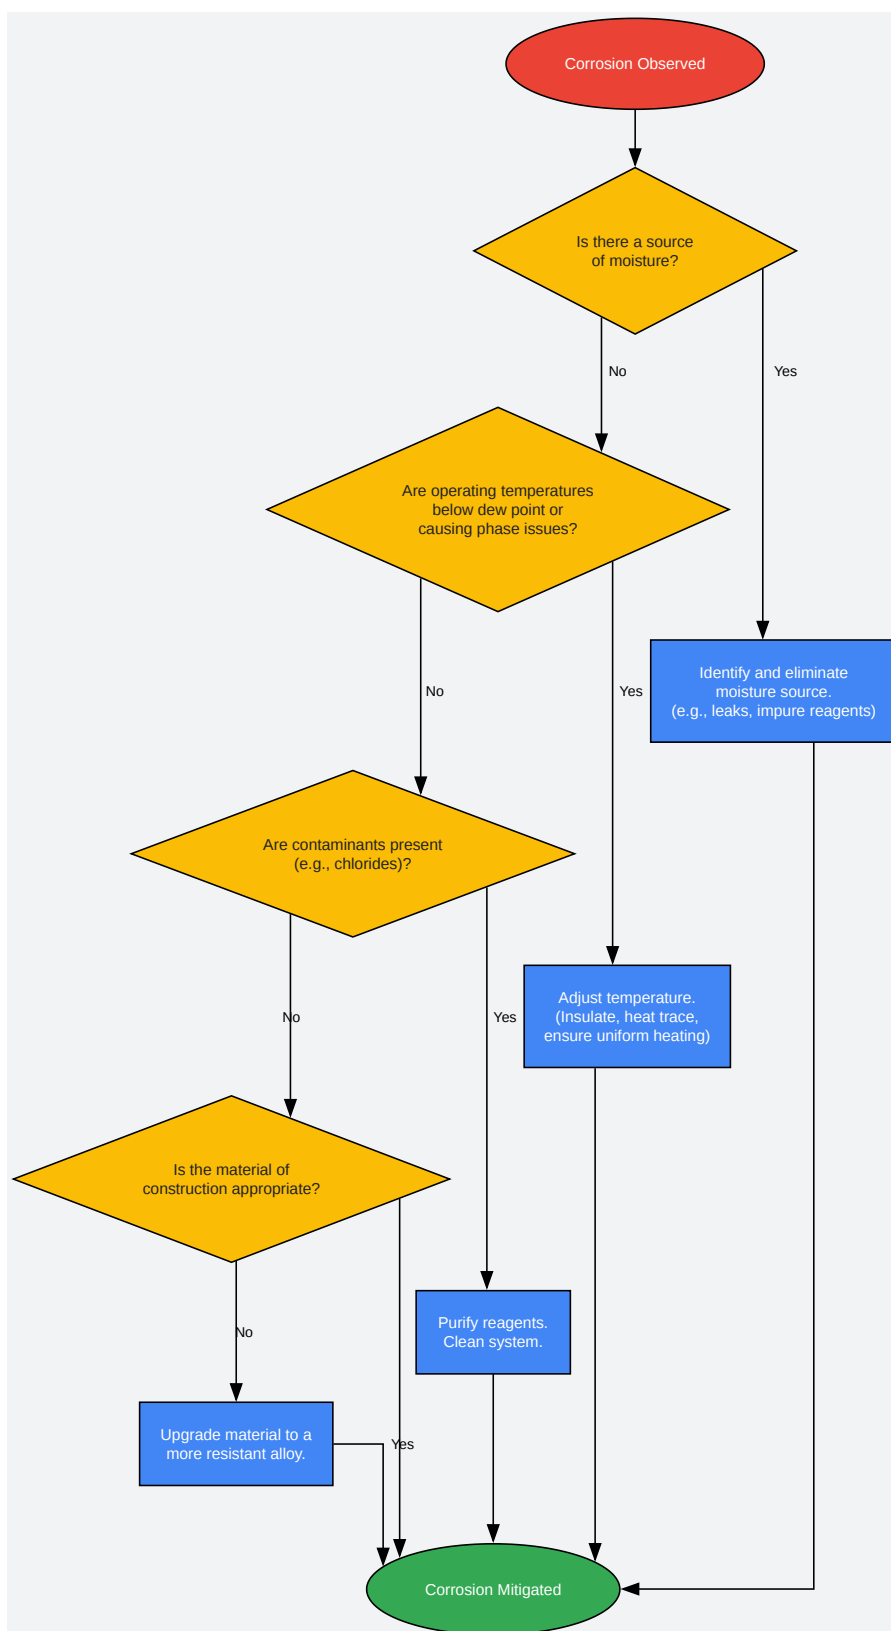 Corrosion Observed
Is there a source
of moisture?
No
Yes
Are operating temperatures
below dew point or
causing phase issues?
No
Yes
Identify and eliminate
moisture source.
(e.g., leaks, impure reagents)
Are contaminants present
(e.g., chlorides)?
No
Yes
Adjust temperature.
(Insulate, heat trace,
ensure uniform heating)
Is the material of
construction appropriate?
No
Purify reagents.
Clean system.
Upgrade material to a
more resistant alloy.
Yes
Corrosion Mitigated